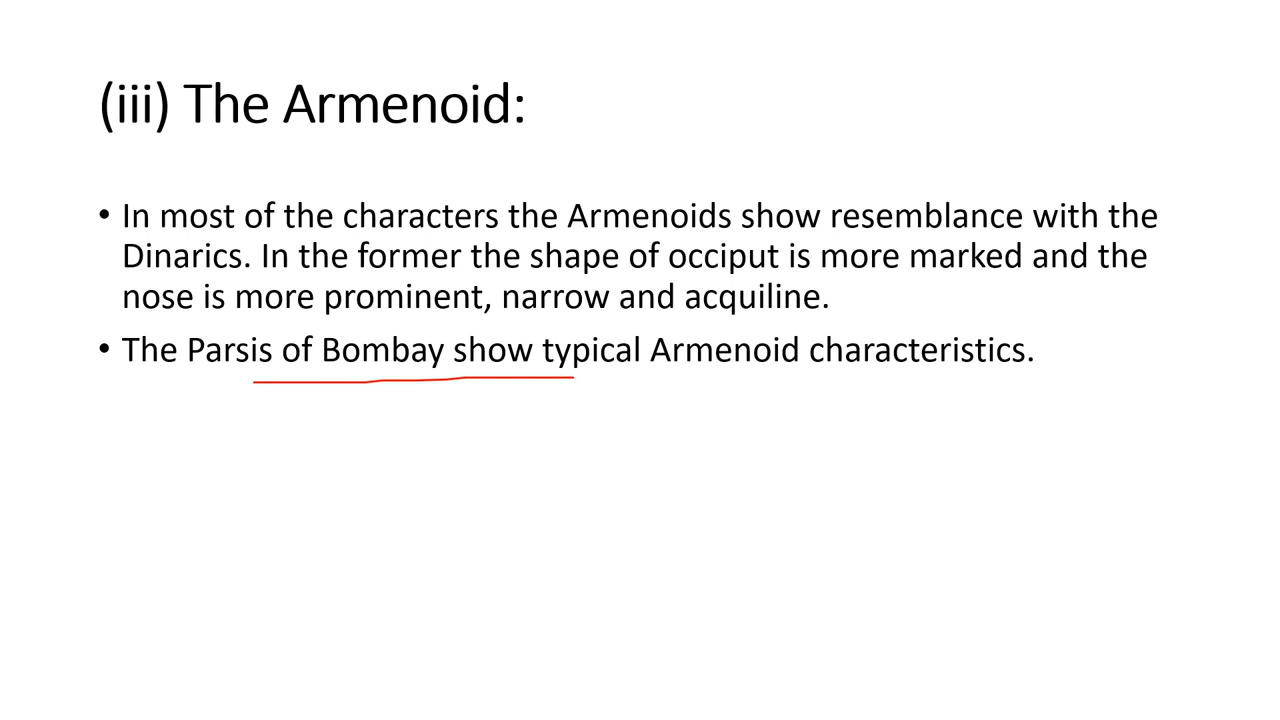 (iii) The Armenoid:
• In most of the characters the Armenoids show resemblance with the
Dinarics. In the former the shape of occiput is more marked and the
nose is more prominent, narrow and acquiline.
• The Parsis of Bombay show typical Armenoid characteristics.